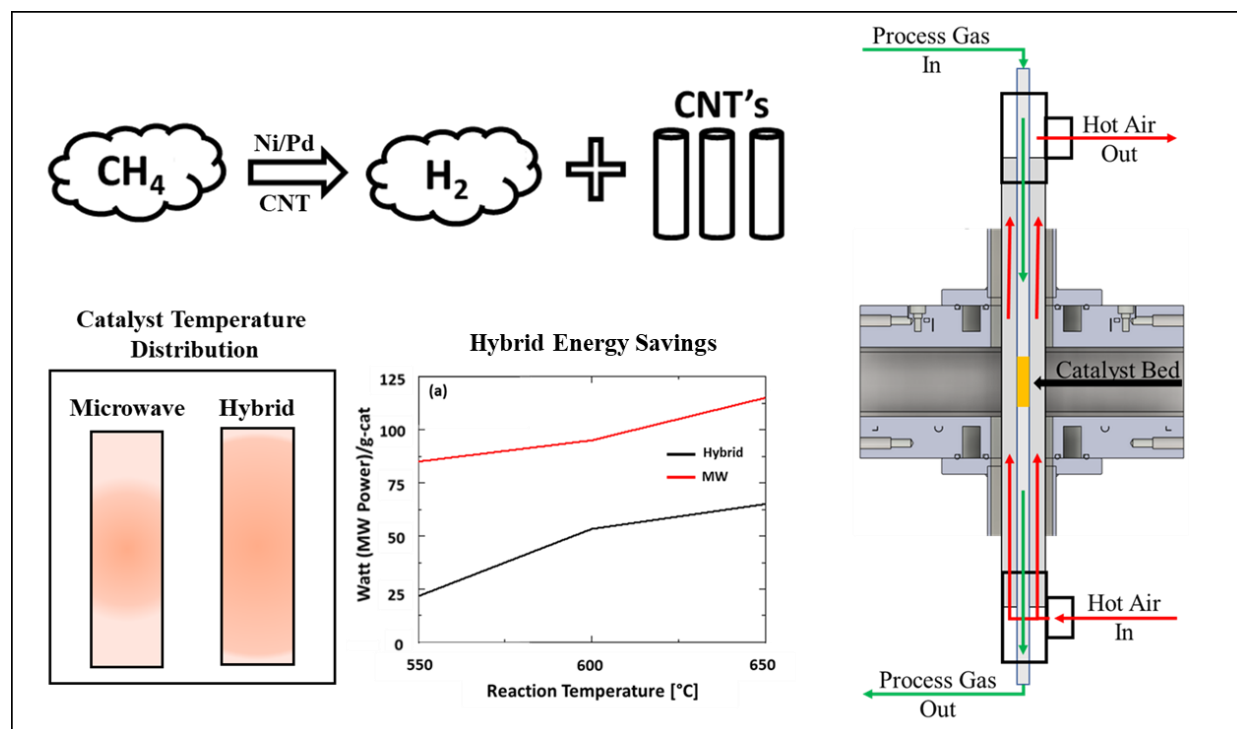 CH₄
Ni/Pd
CNT
H₂
CNT's
Catalyst Temperature
Distribution
Microwave
Hybrid
Hybrid Energy Savings
(a)
Watt (MW Power)/g-cat
125
100
75
50
25
0
Hybrid
MW
550
600
650
Reaction Temperature [°C]
Process Gas
In
Hot Air
Out
Catalyst Bed
Hot Air
In
Process Gas
Out